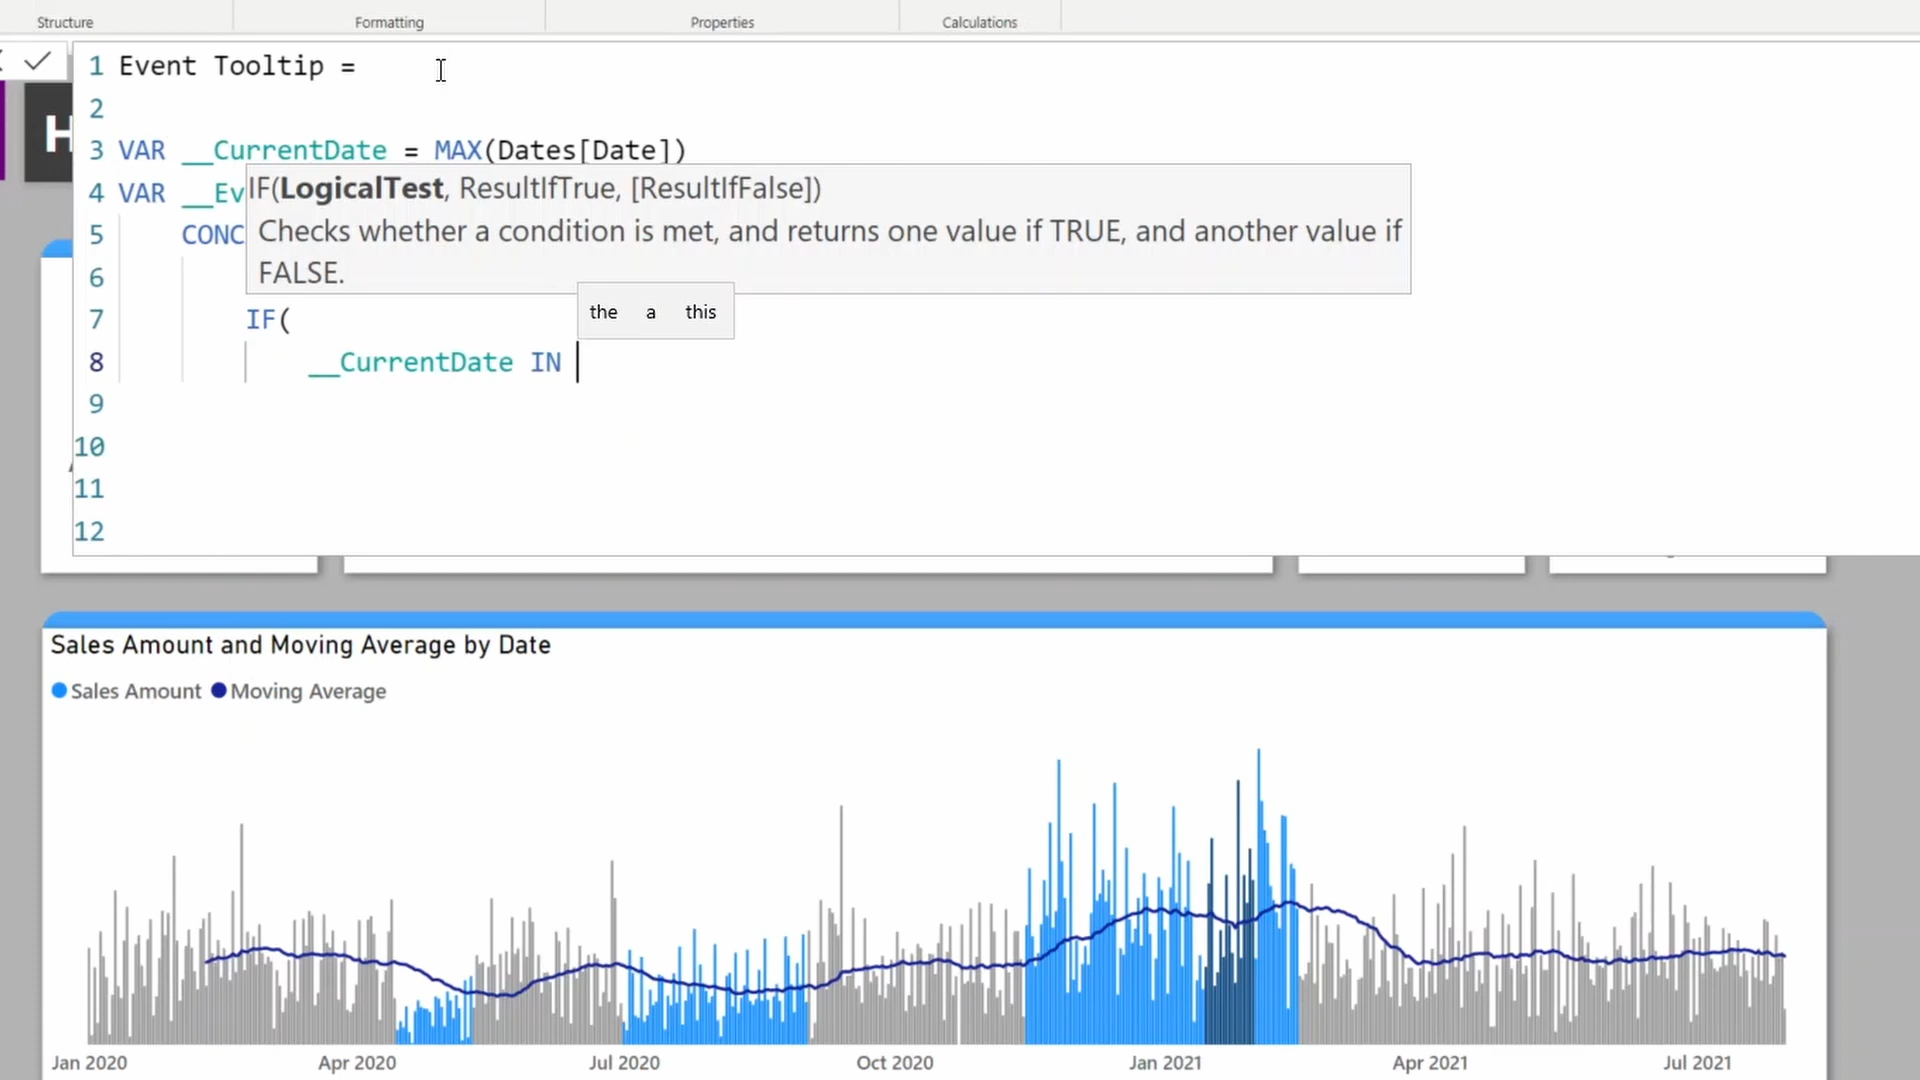 Structure
Formatting
Properties
Calculations
1 Event Tooltip =
2
H
3 VAR __CurrentDate = MAX(Dates[Date])
4 VAR __Ev
IF(LogicalTest, ResultIfTrue, [ResultIfFalse])
5 CONC
Checks whether a condition is met, and returns one value if TRUE, and another value if
FALSE.
6
the a this
7 IF(
8 __CurrentDate IN
9
10
11
12
Sales Amount and Moving Average by Date
Sales Amount Moving Average
Jan 2020 Apr 2020 Jul 2020 Oct 2020 Jan 2021 Apr 2021 Jul 2021